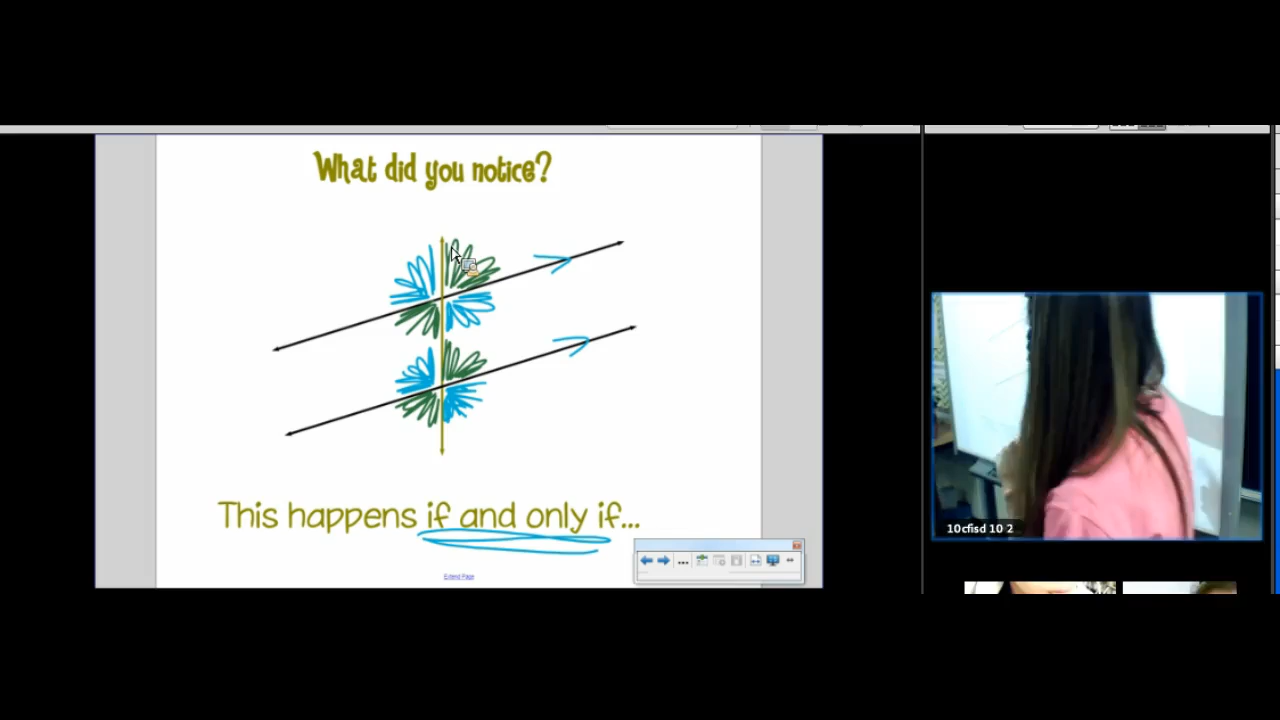 What did you notice?
This happens if and only if...
Extend Page
10cfisd 10 2